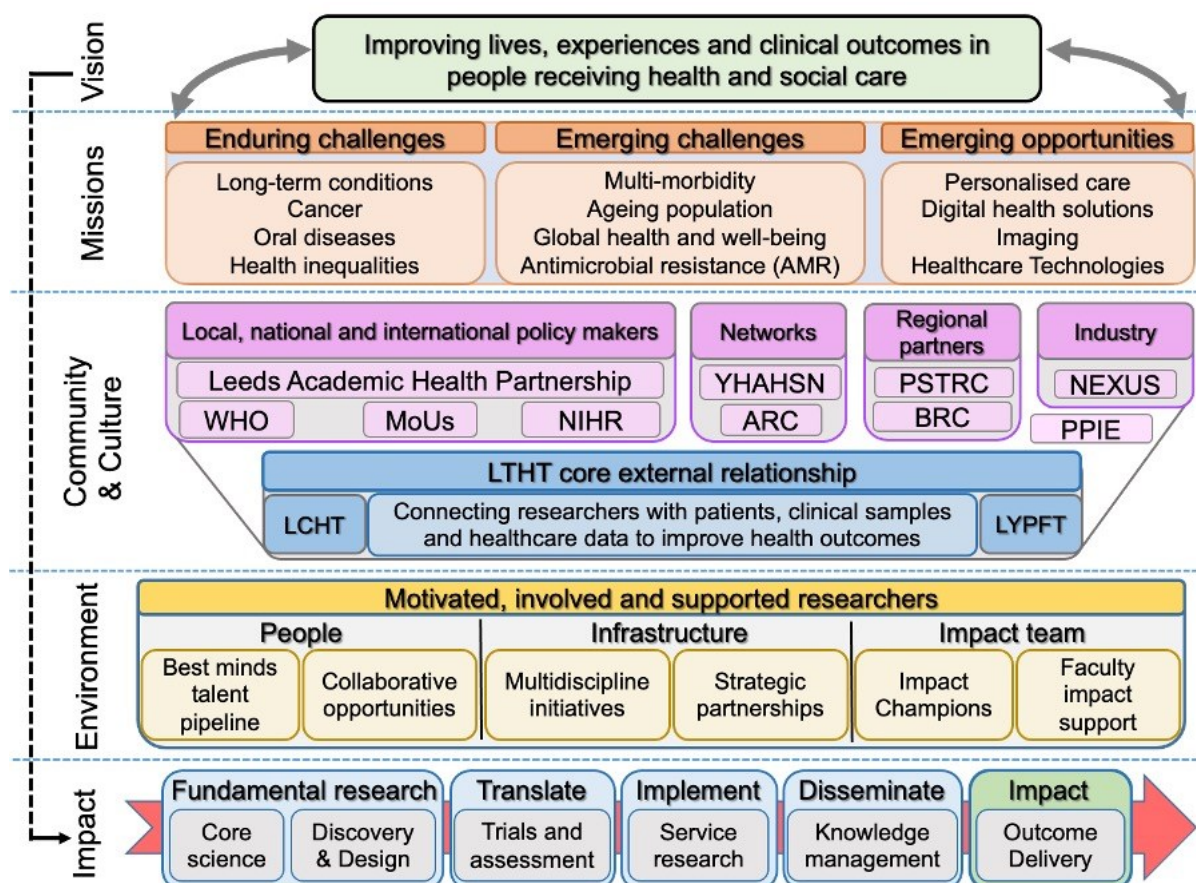 Vision
Improving lives, experiences and clinical outcomes in
people receiving health and social care
Missions
Enduring challenges
Long-term conditions
Cancer
Oral diseases
Health inequalities
Emerging challenges
Multi-morbidity
Ageing population
Global health and well-being
Antimicrobial resistance (AMR)
Emerging opportunities
Personalised care
Digital health solutions
Imaging
Healthcare Technologies
Community
& Culture
Local, national and international policy makers
Leeds Academic Health Partnership
WHO
MoUs
NIHR
Networks
YHAHSN
ARC
Regional
partners
PSTRC
BRC
Industry
NEXUS
PPIE
LTHT core external relationship
LCHT
Connecting researchers with patients, clinical samples
and healthcare data to improve health outcomes
LYPFT
Environment
Motivated, involved and supported researchers
People
Best minds
talent
pipeline
Collaborative
opportunities
Infrastructure
Multidiscipline
initiatives
Strategic
partnerships
Impact team
Impact
Champions
Faculty
impact
support
Impact
Fundamental research
Core
science
Discovery
& Design
Translate
Trials and
assessment
Implement
Service
research
Disseminate
Knowledge
management
Impact
Outcome
Delivery